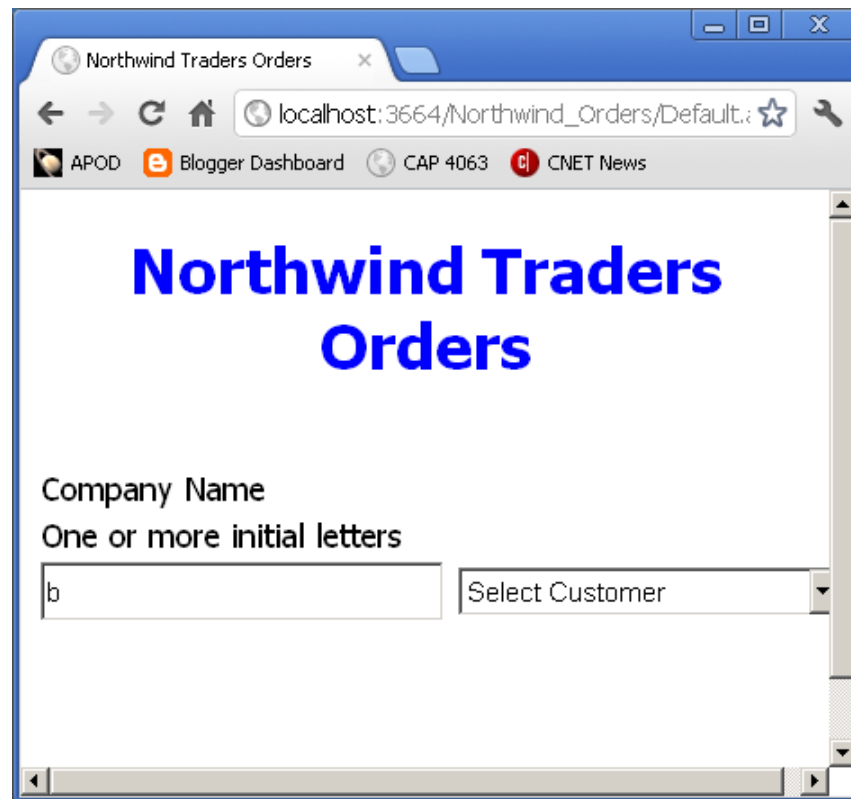 Northwind Traders Orders
localhost:3664/Northwind_Orders/Default.a
APOD Blogger Dashboard CAP 4063 CNET News
Northwind Traders
Orders
Company Name
One or more initial letters
b Select Customer